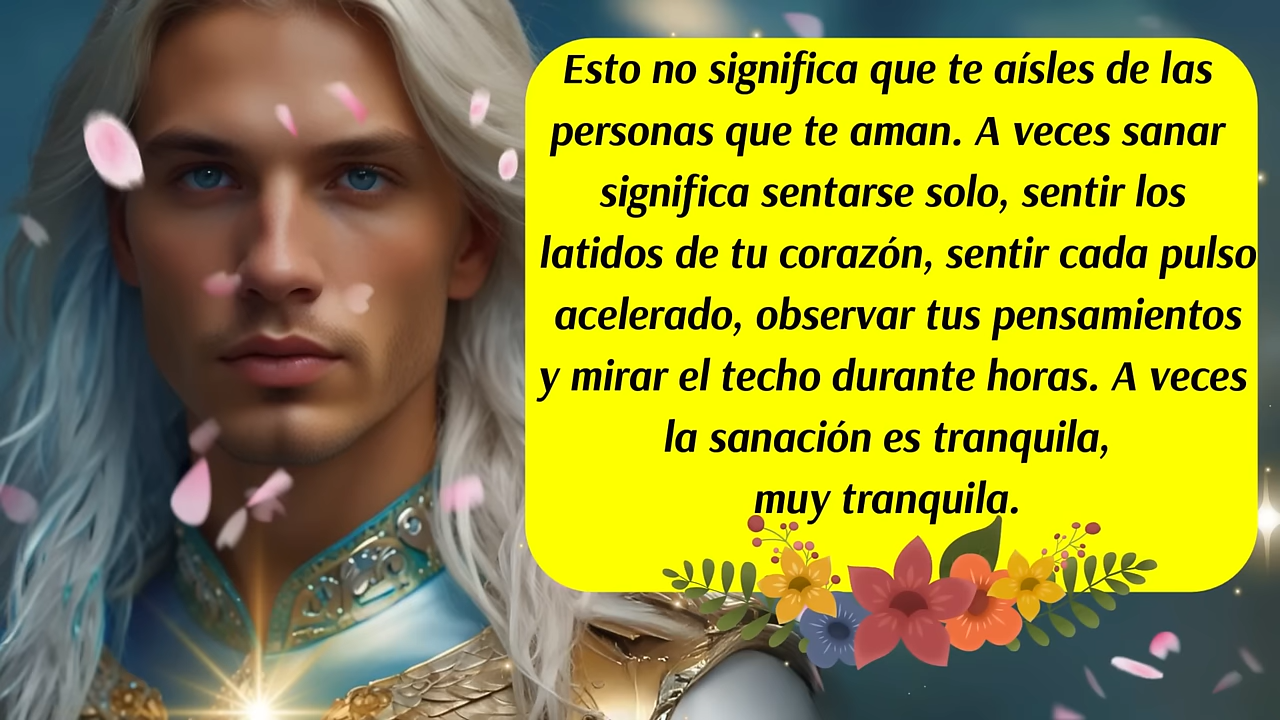 Esto no significa que te aísles de las
personas que te aman. A veces sanar
significa sentarse solo, sentir los
latidos de tu corazón, sentir cada pulso
acelerado, observar tus pensamientos
y mirar el techo durante horas. A veces
la sanación es tranquila,
muy tranquila.